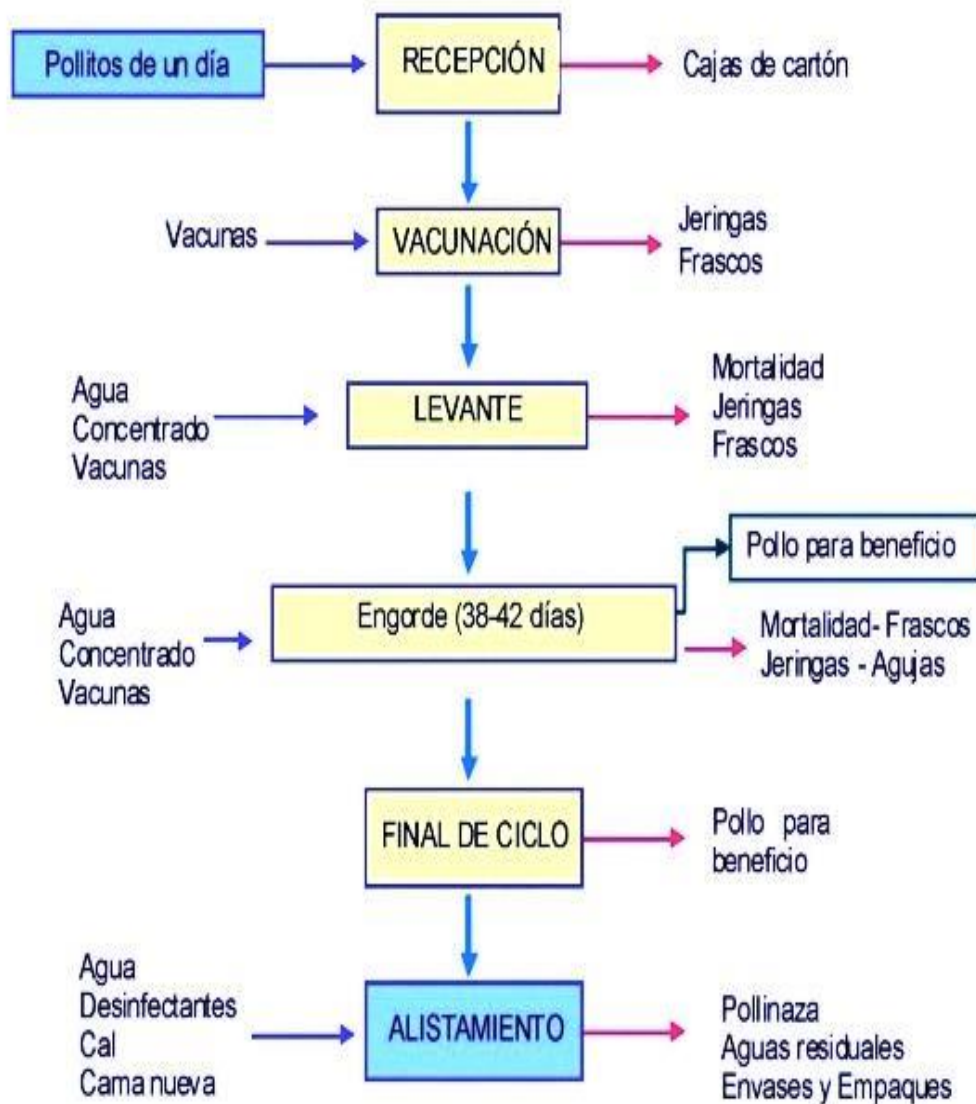 Pollitos de un día
RECEPCIÓN
Cajas de cartón
Vacunas
VACUNACIÓN
Jeringas
Frascos
Agua
Concentrado
Vacunas
LEVANTE
Mortalidad
Jeringas
Frascos
Pollo para beneficio
Agua
Concentrado
Vacunas
Engorde (38-42 días)
Mortalidad- Frascos
Jeringas - Agujas
FINAL DE CICLO
Pollo para
beneficio
Agua
Desinfectantes
Cal
Cama nueva
ALISTAMIENTO
Pollinaza
Aguas residuales
Envases y Empaques